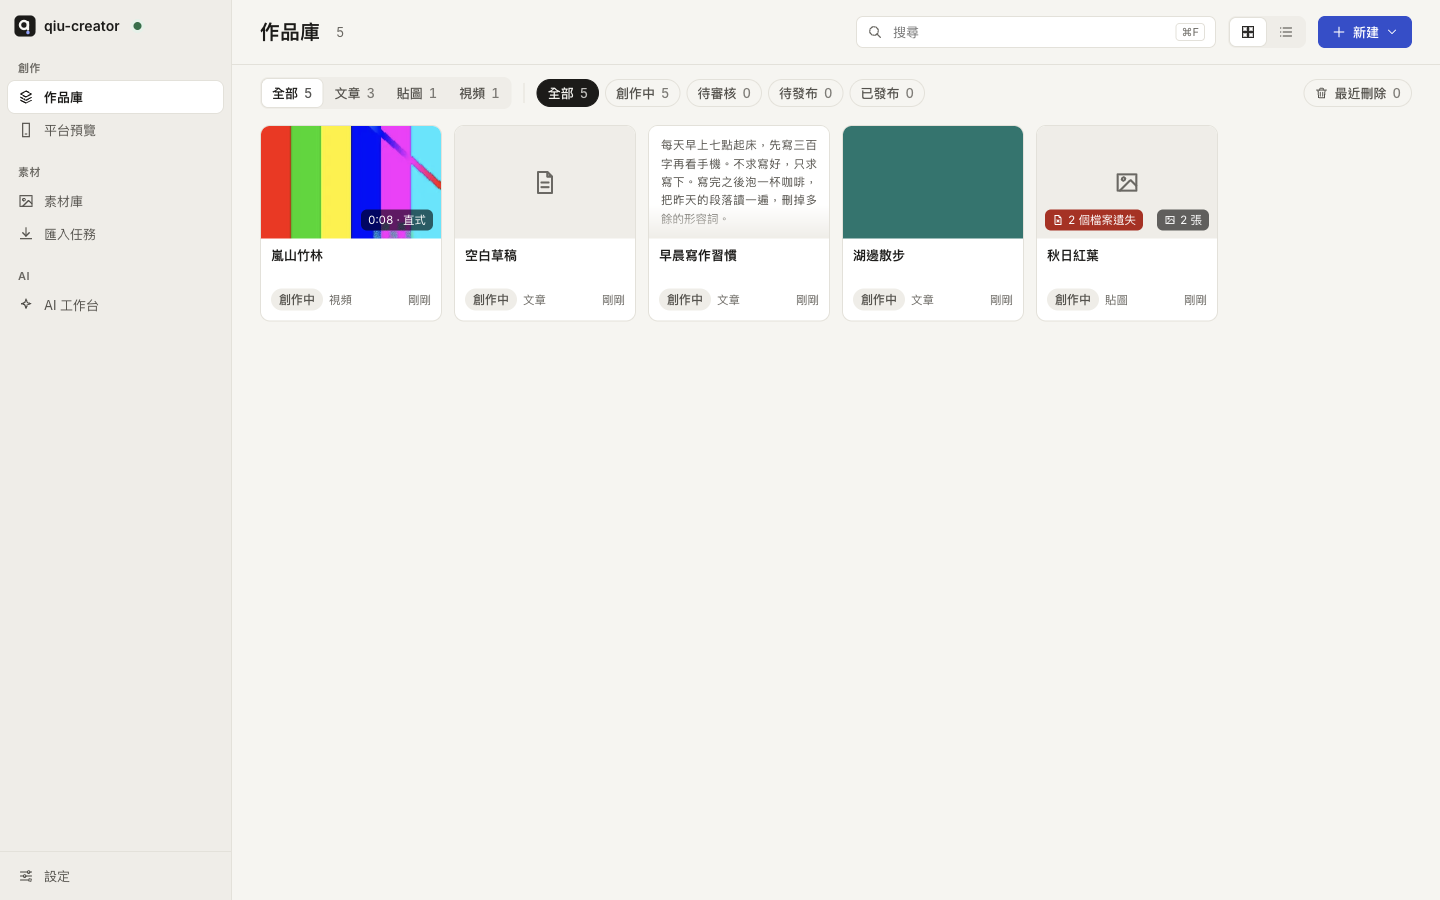 qiu-creator
創作
作品庫
平台預覽
素材
素材庫
匯入任務
AI
AI 工作台
設定
作品庫 5
搜尋
⌘F
新建
全部 5
文章 3
貼圖 1
視頻 1
全部 5
創作中 5
待審核 0
待發布 0
已發布 0
最近刪除 0
0:08 · 直式
嵐山竹林
創作中 視頻 剛剛
空白草稿
創作中 文章 剛剛
每天早上七點起床，先寫三百
字再看手機。不求寫好，只求
寫下。寫完之後泡一杯咖啡，
把昨天的段落讀一遍，刪掉多
餘的形容詞。
早晨寫作習慣
創作中 文章 剛剛
湖邊散步
創作中 文章 剛剛
2 個檔案遺失
2 張
秋日紅葉
創作中 貼圖 剛剛